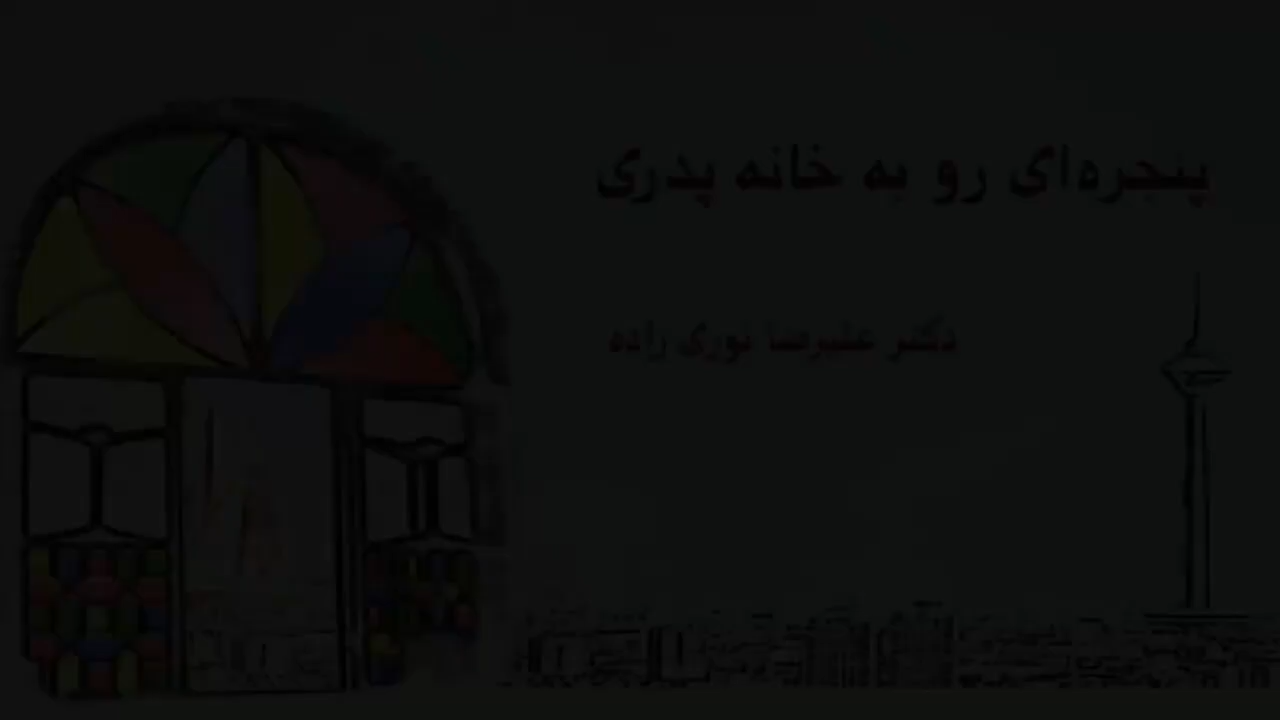 پنجره‌ای رو به خانه پدری
دکتر علیرضا نوری زاده